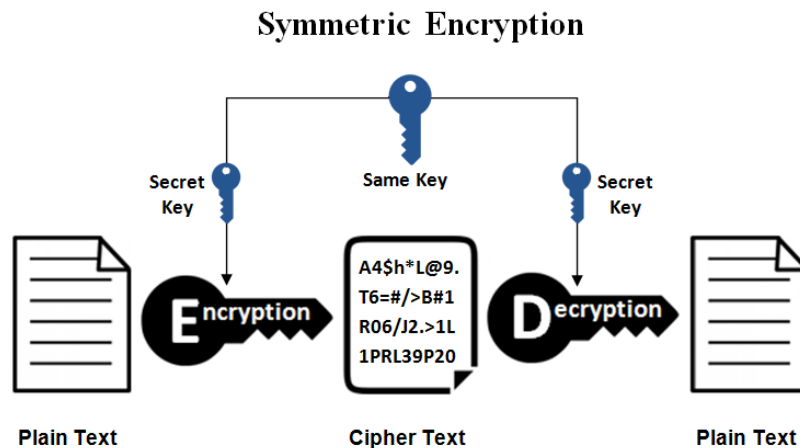 Symmetric Encryption
Secret
Key
Same Key
Secret
Key
Encryption
A4$h*L@9.
T6=#/>B#1
R06/J2.>1L
1PRL39P20
Decryption
Plain Text
Cipher Text
Plain Text